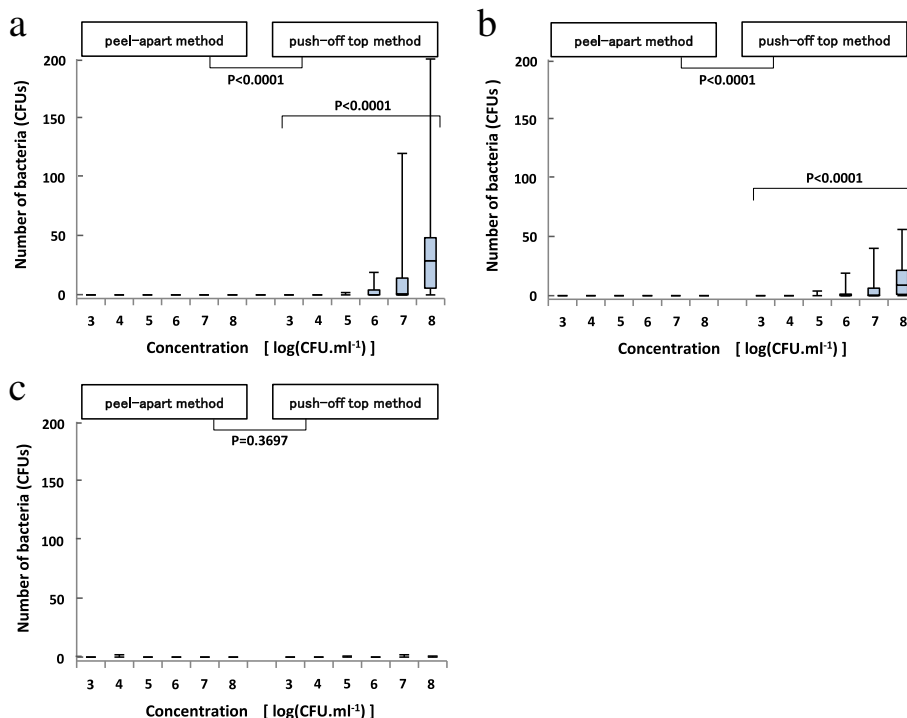 a
peel-apart method push-off top method
P<0.0001
P<0.0001
Number of bacteria (CFUs)
200
150
100
50
0
3 4 5 6 7 8 3 4 5 6 7 8
Concentration [ log(CFU.ml-1) ]
b
peel-apart method push-off top method
P<0.0001
P<0.0001
Number of bacteria (CFUs )
200
150
100
50
0
3 4 5 6 7 8 3 4 5 6 7 8
Concentration [ log(CFU.ml-1) ]
c
peel-apart method push-off top method
P=0.3697
Number of bacteria (CFUs)
200
150
100
50
0
3 4 5 6 7 8 3 4 5 6 7 8
Concentration [ log(CFU.ml-1) ]